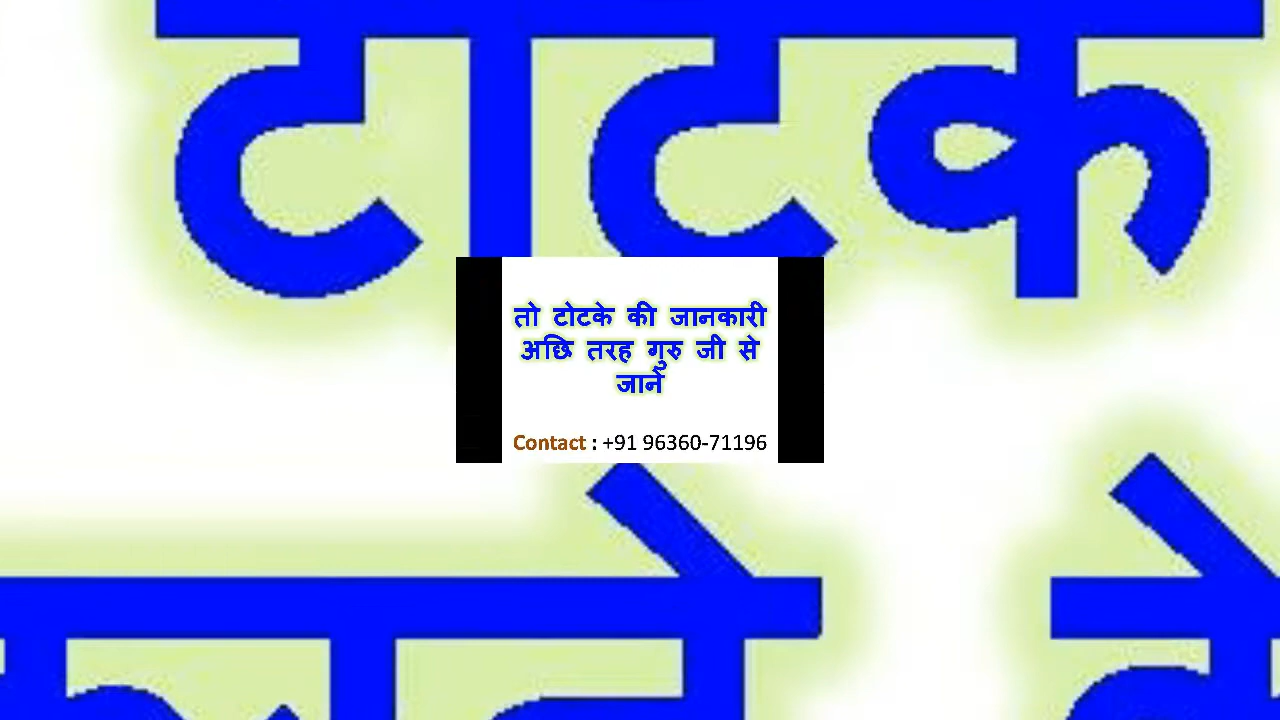 टाटक
तो टोटके की जानकारी
अछि तरह गुरु जी से
जाने
Contact : +91 96360-71196